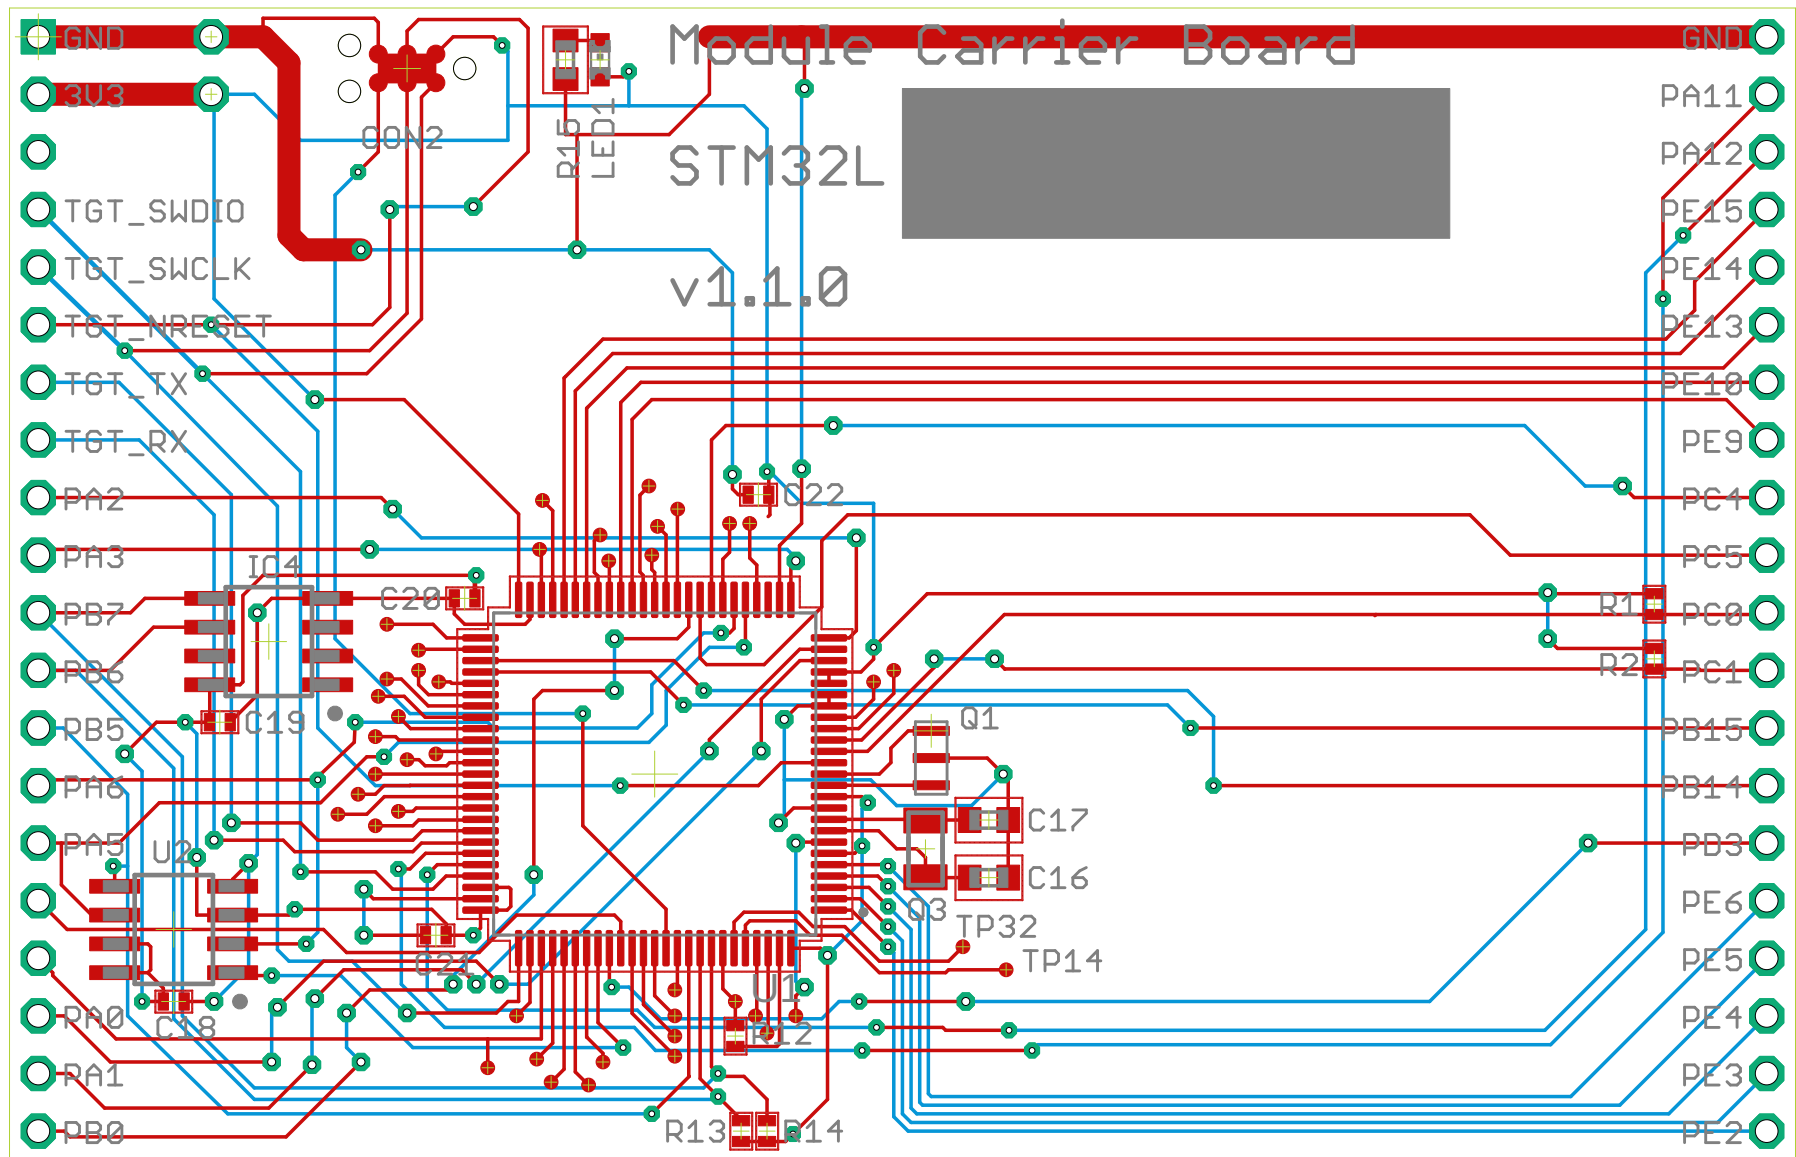 GND
Module Carrier Board
GND
3V3
CON2
R15
LED1
STM32L
PA11
PA12
TGT_SWDIO
PE15
TGT_SWCLK
v1.1.0
PE14
TGT_NRESET
PE13
TGT_TX
PE10
TGT_RX
PE9
PA2
C22
PC4
PA3
IC4
PC5
PB7
C20
R1
PC0
PB6
R2
PC1
PB5
C19
Q1
PB15
PA6
PB14
PA5
U2
C17
PD3
C16
Q3
PE6
TP32
C21
TP14
PE5
U1
PA0
C18
R12
PE4
PA1
PE3
PB0
R13
R14
PE2